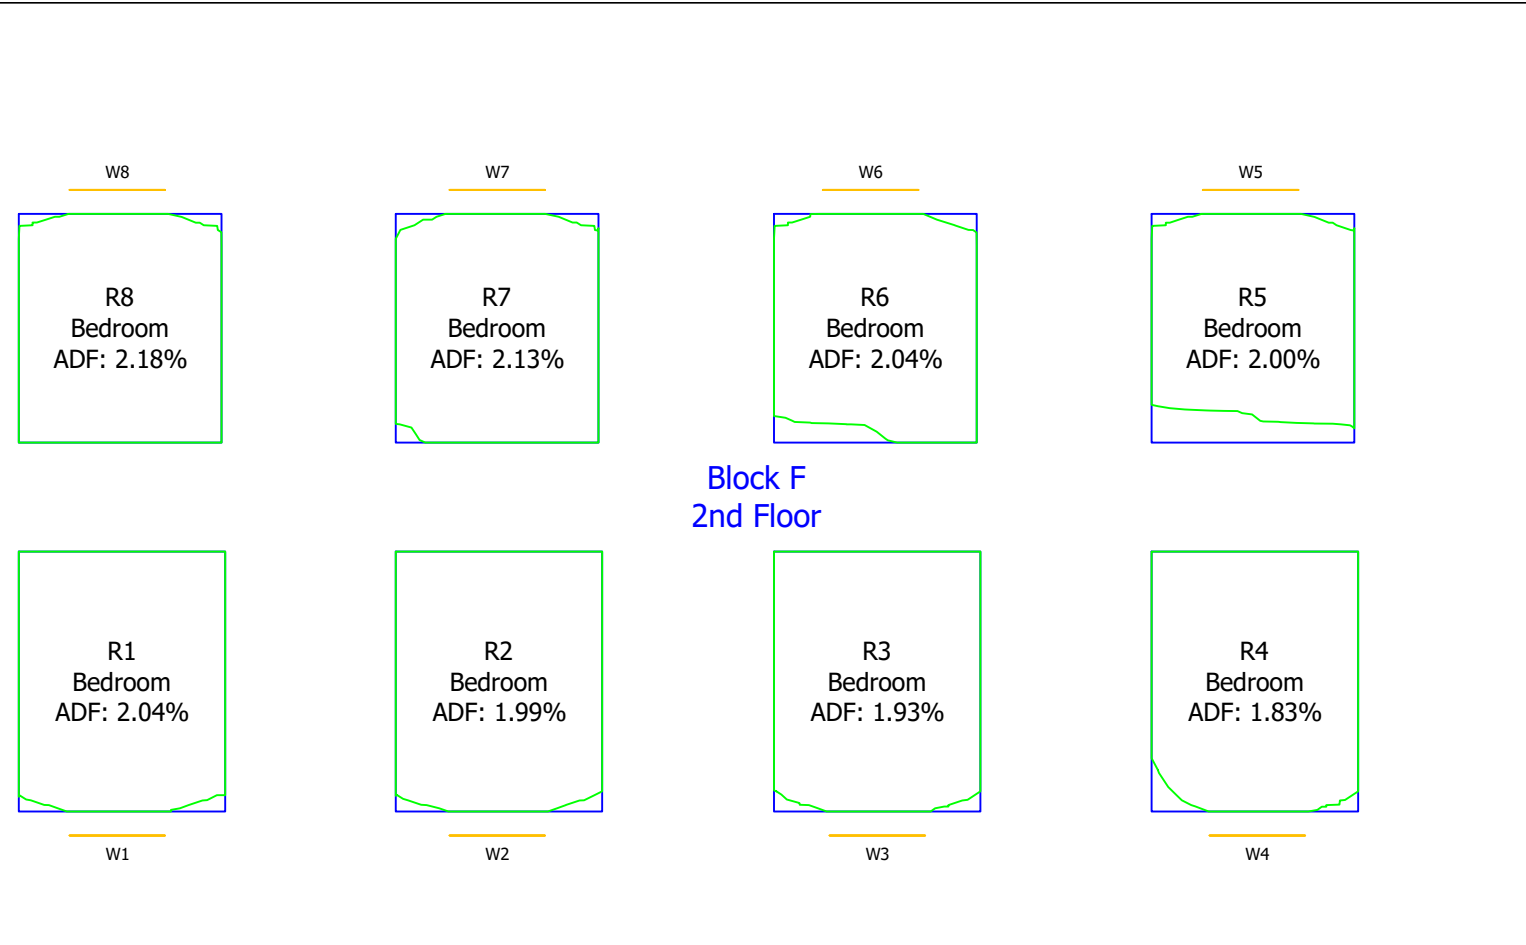 W8
W7
W6
W5
R8
Bedroom
ADF: 2.18%
R7
Bedroom
ADF: 2.13%
R6
Bedroom
ADF: 2.04%
R5
Bedroom
ADF: 2.00%
Block F
2nd Floor
R1
Bedroom
ADF: 2.04%
R2
Bedroom
ADF: 1.99%
R3
Bedroom
ADF: 1.93%
R4
Bedroom
ADF: 1.83%
W1
W2
W3
W4